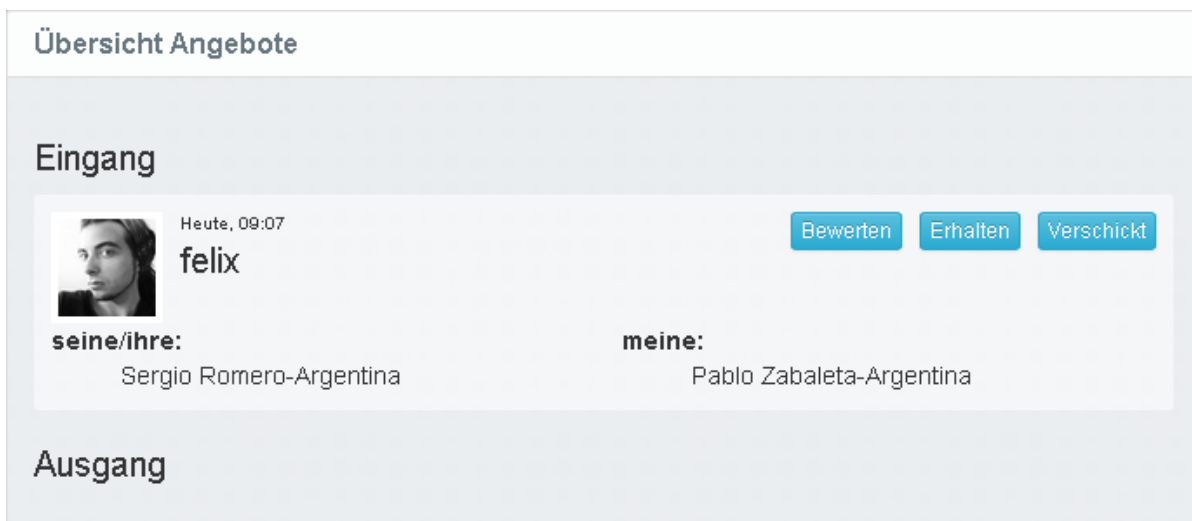 Übersicht Angebote
Eingang
Heute, 09:07
felix
Bewerten Erhalten Verschickt
seine/ihre: meine:
Sergio Romero-Argentina Pablo Zabaleta-Argentina
Ausgang